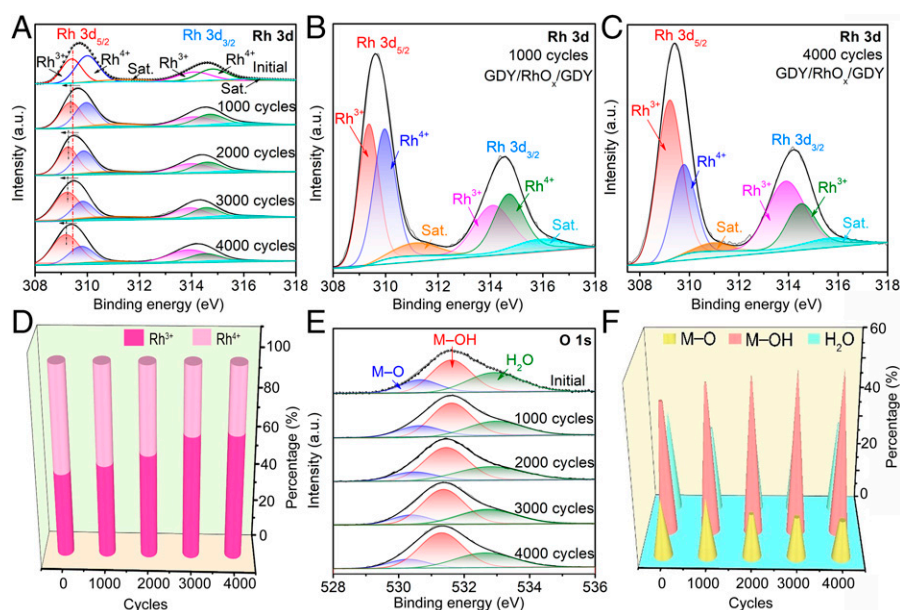 A
Rh 3d5/2
Rh 3d3/2
Rh 3d
Rh3+
Rh4+
Sat.
Rh3+
Rh4+
Initial
Sat.
1000 cycles
2000 cycles
3000 cycles
4000 cycles
Intensity (a.u.)
308 310 312 314 316 318
Binding energy (eV)
B
Rh 3d
Rh 3d5/2
1000 cycles
GDY/RhOx/GDY
Rh3+
Rh4+
Rh 3d3/2
Rh3+
Rh4+
Sat.
Sat.
Intensity (a.u.)
308 310 312 314 316 318
Binding energy (eV)
C
Rh 3d
Rh 3d5/2
4000 cycles
GDY/RhOx/GDY
Rh3+
Rh4+
Rh 3d3/2
Rh3+
Rh3+
Sat.
Sat.
Intensity (a.u.)
308 310 312 314 316 318
Binding energy (eV)
D
Rh3+
Rh4+
100
80
60
40
20
0
Percentage (%)
0 1000 2000 3000 4000
Cycles
E
O 1s
M–OH
M–O
H2O
Initial
1000 cycles
2000 cycles
3000 cycles
4000 cycles
Intensity (a.u.)
528 530 532 534 536
Binding energy (eV)
F
M–O
M–OH
H2O
60
40
20
0
Percentage (%)
0 1000 2000 3000 4000
Cycles